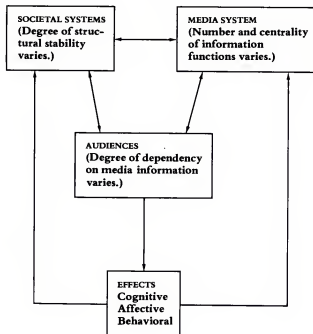 SOCIETAL SYSTEMS
(Degree of struc-
tural stability
varies.)
MEDIA SYSTEM
(Number and centrality
of information
functions varies.)
AUDIENCES
(Degree of dependency
on media information
varies.)
EFFECTS
Cognitive
Affective
Behavioral